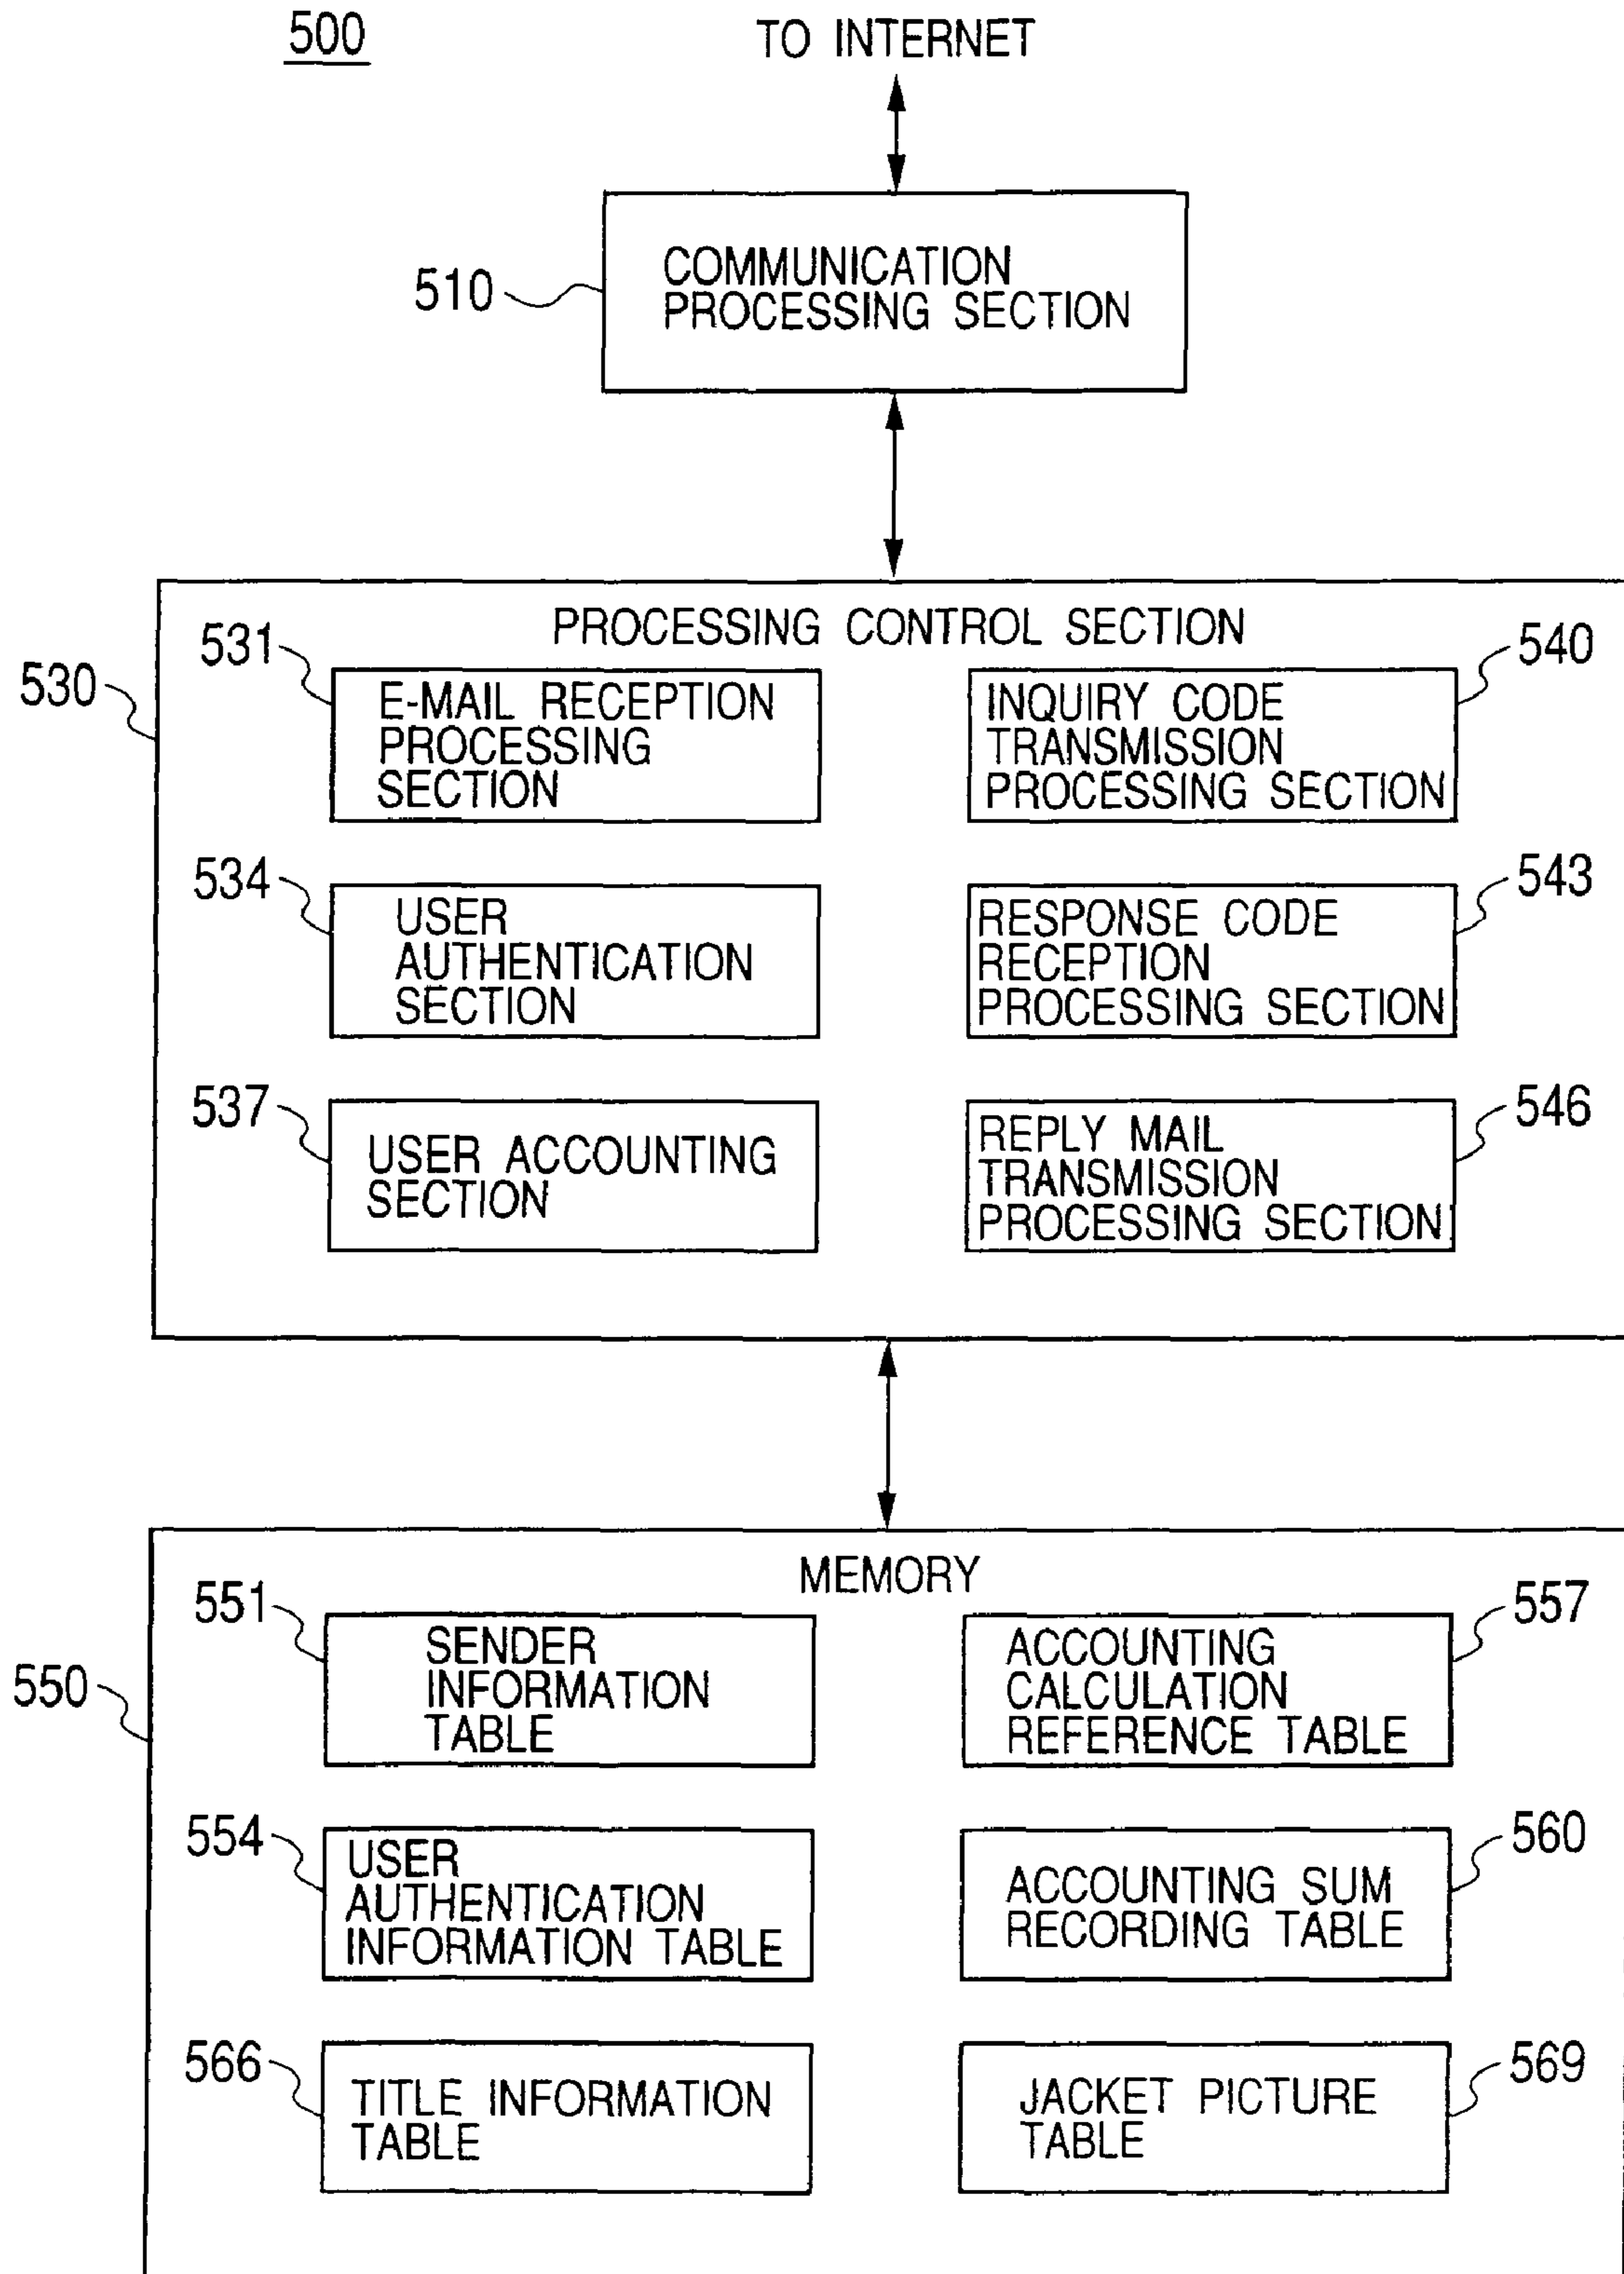 500
TO INTERNET
510
COMMUNICATION
PROCESSING SECTION
530
PROCESSING CONTROL SECTION
531
E-MAIL RECEPTION
PROCESSING
SECTION
540
INQUIRY CODE
TRANSMISSION
PROCESSING SECTION
534
USER
AUTHENTICATION
SECTION
543
RESPONSE CODE
RECEPTION
PROCESSING SECTION
537
USER ACCOUNTING
SECTION
546
REPLY MAIL
TRANSMISSION
PROCESSING SECTION
550
MEMORY
551
SENDER
INFORMATION
TABLE
557
ACCOUNTING
CALCULATION
REFERENCE TABLE
554
USER
AUTHENTICATION
INFORMATION TABLE
560
ACCOUNTING SUM
RECORDING TABLE
566
TITLE INFORMATION
TABLE
569
JACKET PICTURE
TABLE